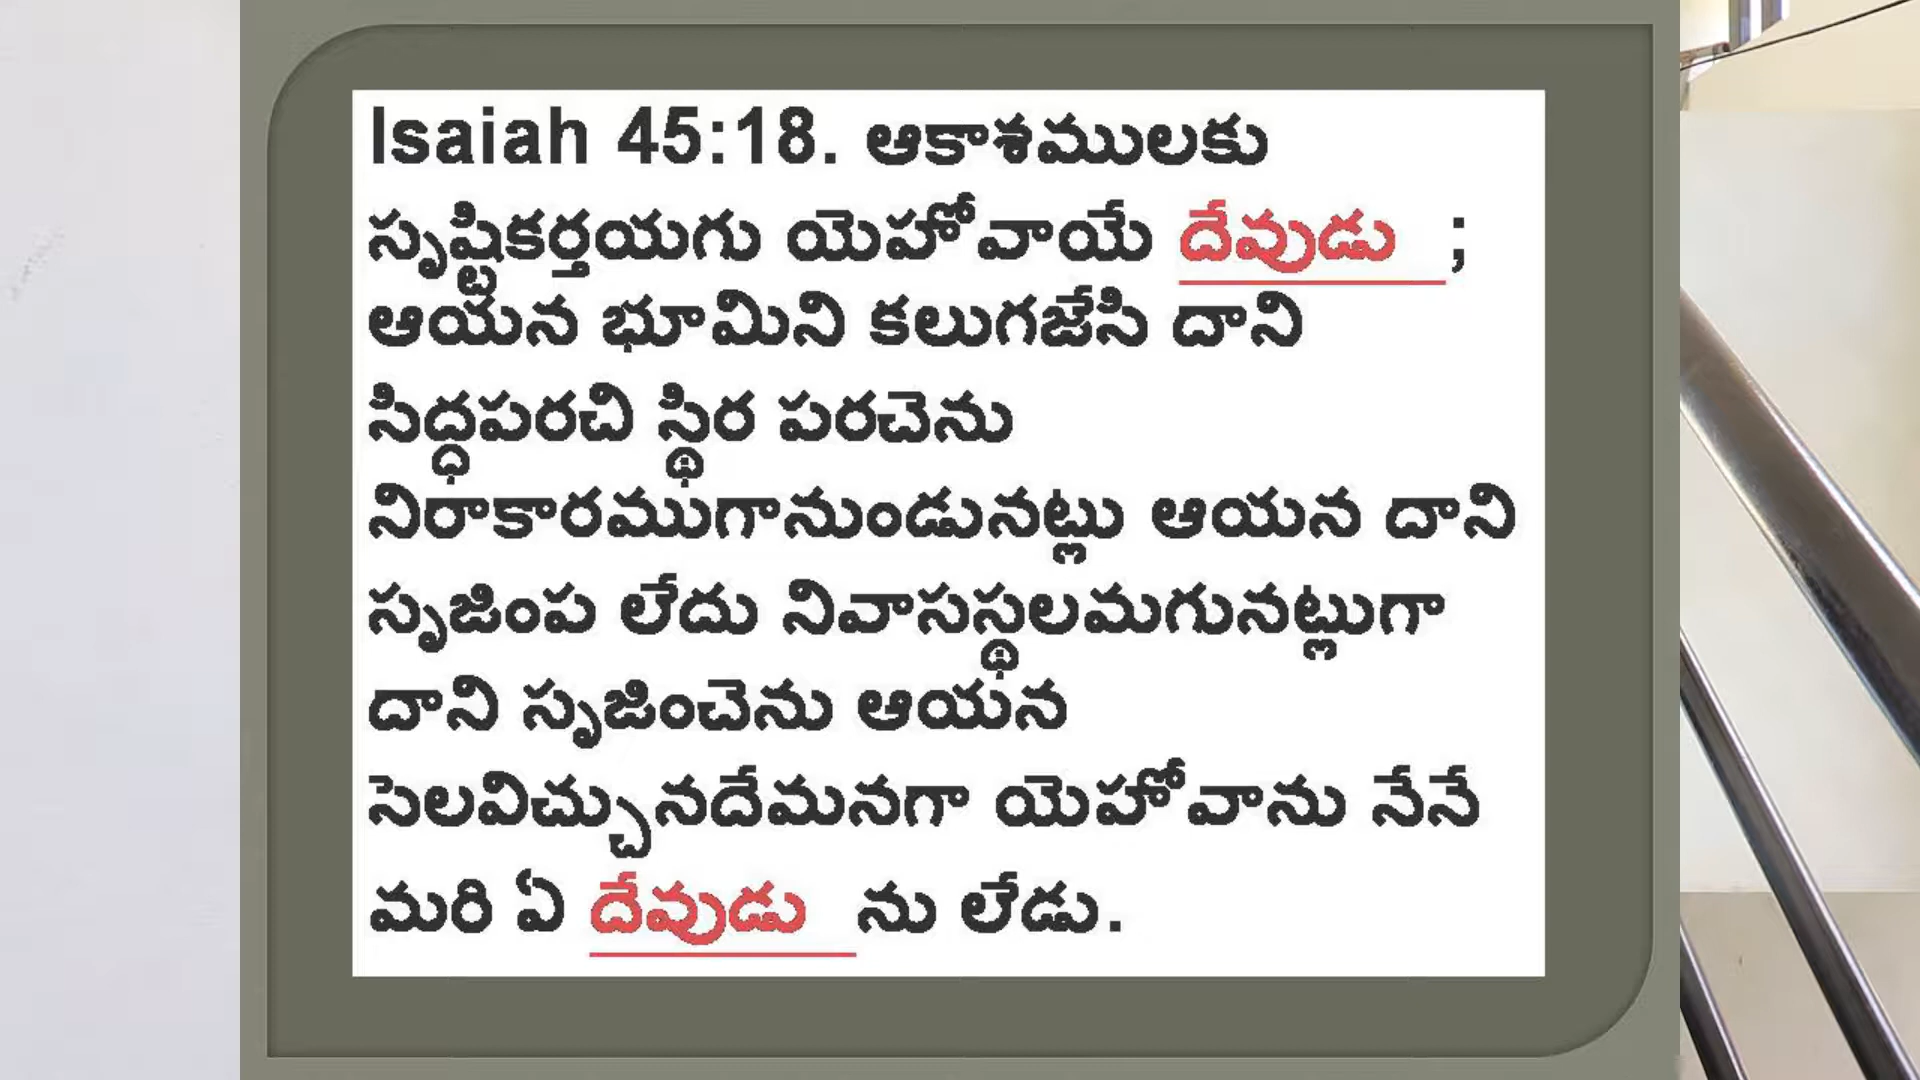 Isaiah 45:18. ఆకాశములకు
సృష్టికర్తయగు యెహోవాయే దేవుడు ;
ఆయన భూమిని కలుగజేసి దాని
సిద్ధపరచి స్థిర పరచెను
నిరాకారముగానుండునట్లు ఆయన దాని
సృజింప లేదు నివాసస్థలమగునట్లుగా
దాని సృజించెను ఆయన
సెలవిచ్చునదేమనగా యెహోవాను నేనే
మరి ఏ దేవుడు ను లేడు.